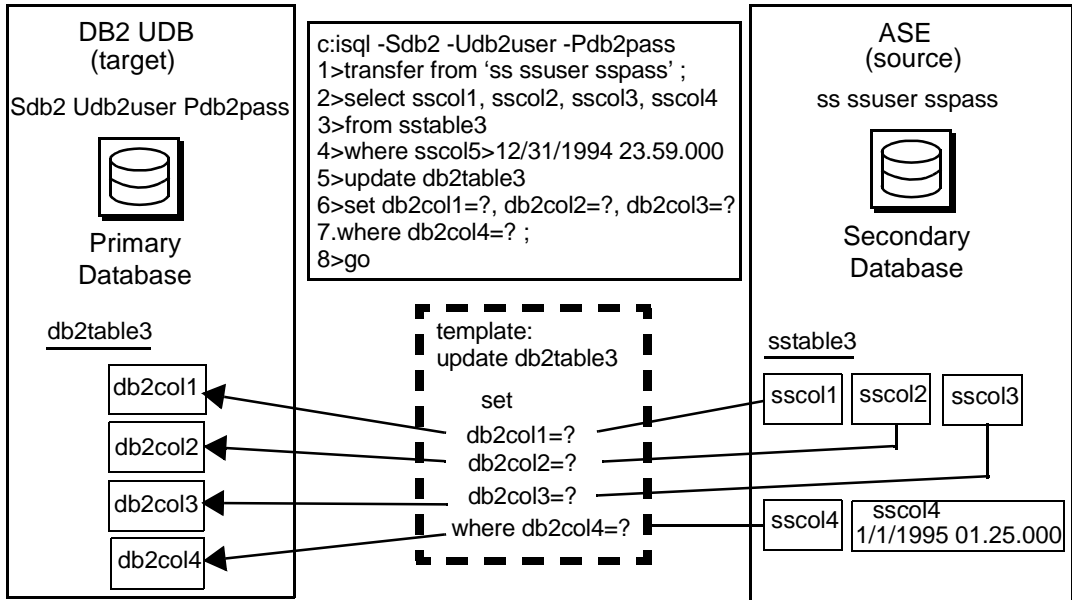 DB2 UDB
(target)
Sdb2 Udb2user Pdb2pass
Primary
Database
db2table3
db2col1
db2col2
db2col3
db2col4
c:isql -Sdb2 -Udb2user -Pdb2pass
1>transfer from ‘ss ssuser sspass’ ;
2>select sscol1, sscol2, sscol3, sscol4
3>from sstable3
4>where sscol5>12/31/1994 23.59.000
5>update db2table3
6>set db2col1=?, db2col2=?, db2col3=?
7.where db2col4=? ;
8>go
template:
update db2table3
set
db2col1=?
db2col2=?
db2col3=?
where db2col4=?
ASE
(source)
ss ssuser sspass
Secondary
Database
sstable3
sscol1 sscol2 sscol3
sscol4
sscol4
1/1/1995 01.25.000